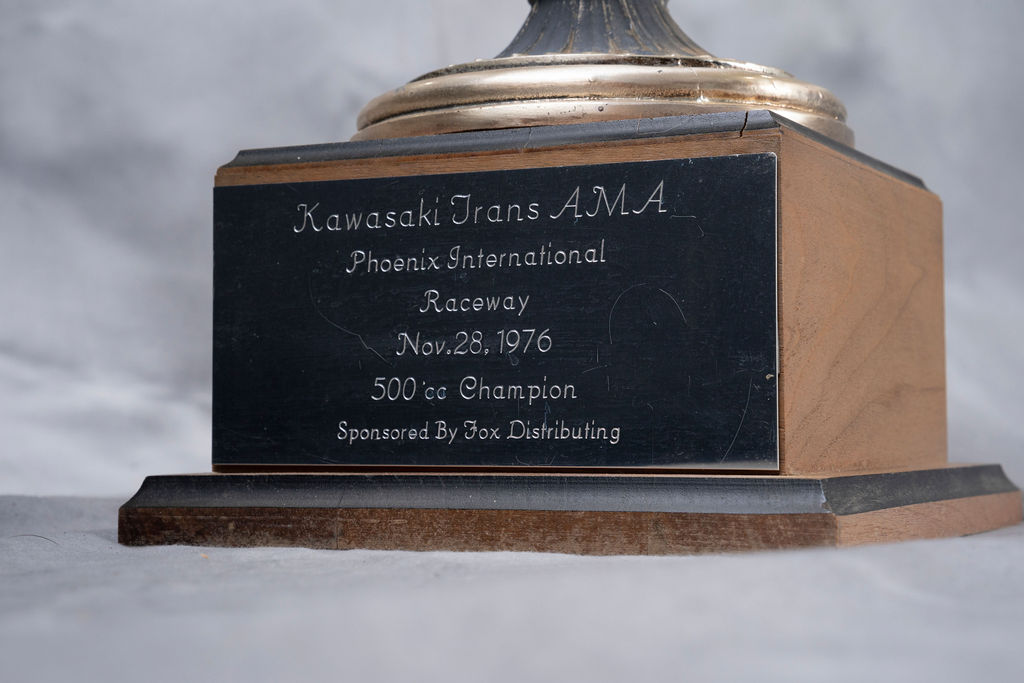 Kawasaki Trans AMA
Phoenix International
Raceway
Nov. 28, 1976
500 cc Champion
Sponsored By Fox Distributing